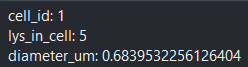 cell_id: 1
lys_in_cell: 5
diameter_um: 0.6839532256126404